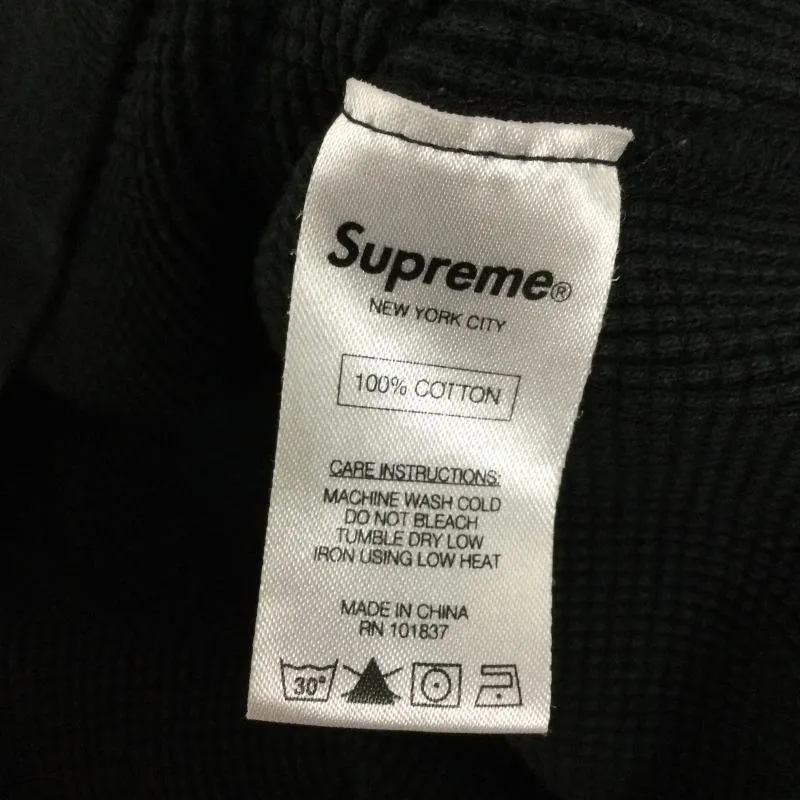 Supreme®
NEW YORK CITY
100% COTTON
CARE INSTRUCTIONS:
MACHINE WASH COLD
DO NOT BLEACH
TUMBLE DRY LOW
IRON USING LOW HEAT
MADE IN CHINA
RN 101837
30°